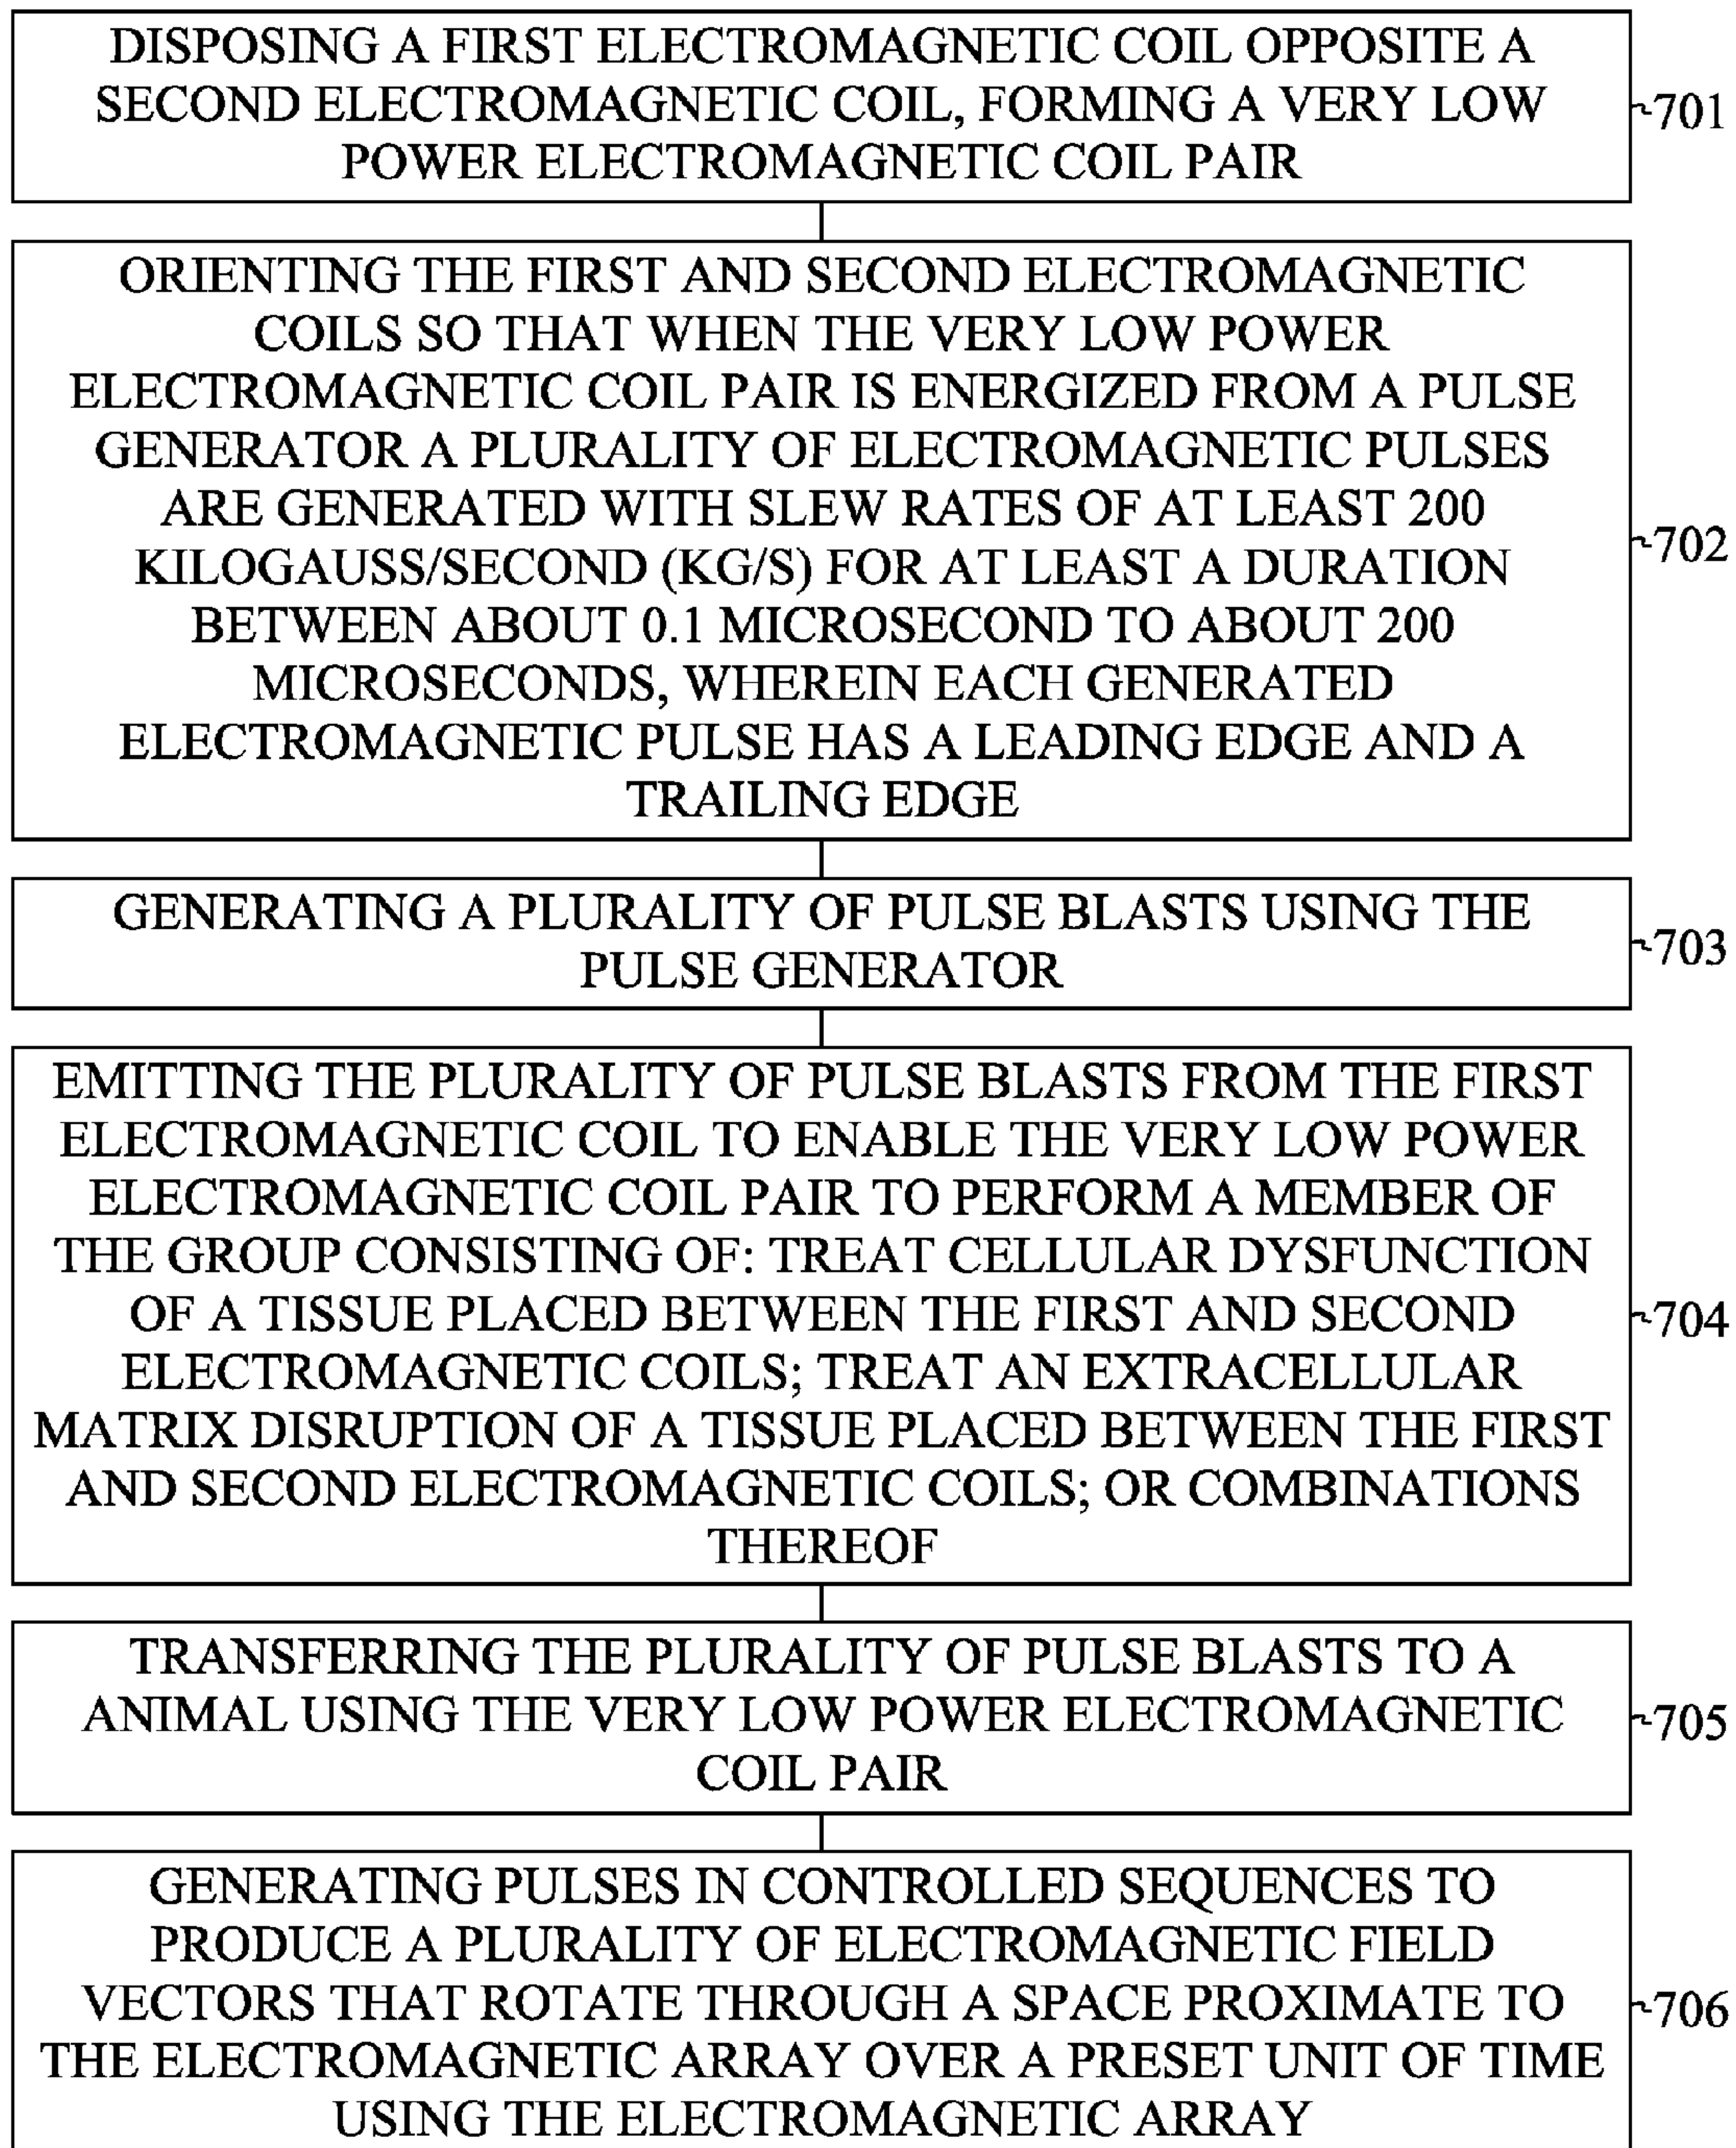 DISPOSING A FIRST ELECTROMAGNETIC COIL OPPOSITE A
SECOND ELECTROMAGNETIC COIL, FORMING A VERY LOW
POWER ELECTROMAGNETIC COIL PAIR
701
ORIENTING THE FIRST AND SECOND ELECTROMAGNETIC
COILS SO THAT WHEN THE VERY LOW POWER
ELECTROMAGNETIC COIL PAIR IS ENERGIZED FROM A PULSE
GENERATOR A PLURALITY OF ELECTROMAGNETIC PULSES
ARE GENERATED WITH SLEW RATES OF AT LEAST 200
KILOGAUSS/SECOND (KG/S) FOR AT LEAST A DURATION
BETWEEN ABOUT 0.1 MICROSECOND TO ABOUT 200
MICROSECONDS, WHEREIN EACH GENERATED
ELECTROMAGNETIC PULSE HAS A LEADING EDGE AND A
TRAILING EDGE
702
GENERATING A PLURALITY OF PULSE BLASTS USING THE
PULSE GENERATOR
703
EMITTING THE PLURALITY OF PULSE BLASTS FROM THE FIRST
ELECTROMAGNETIC COIL TO ENABLE THE VERY LOW POWER
ELECTROMAGNETIC COIL PAIR TO PERFORM A MEMBER OF
THE GROUP CONSISTING OF: TREAT CELLULAR DYSFUNCTION
OF A TISSUE PLACED BETWEEN THE FIRST AND SECOND
ELECTROMAGNETIC COILS; TREAT AN EXTRACELLULAR
MATRIX DISRUPTION OF A TISSUE PLACED BETWEEN THE FIRST
AND SECOND ELECTROMAGNETIC COILS; OR COMBINATIONS
THEREOF
704
TRANSFERRING THE PLURALITY OF PULSE BLASTS TO A
ANIMAL USING THE VERY LOW POWER ELECTROMAGNETIC
COIL PAIR
705
GENERATING PULSES IN CONTROLLED SEQUENCES TO
PRODUCE A PLURALITY OF ELECTROMAGNETIC FIELD
VECTORS THAT ROTATE THROUGH A SPACE PROXIMATE TO
THE ELECTROMAGNETIC ARRAY OVER A PRESET UNIT OF TIME
USING THE ELECTROMAGNETIC ARRAY
706